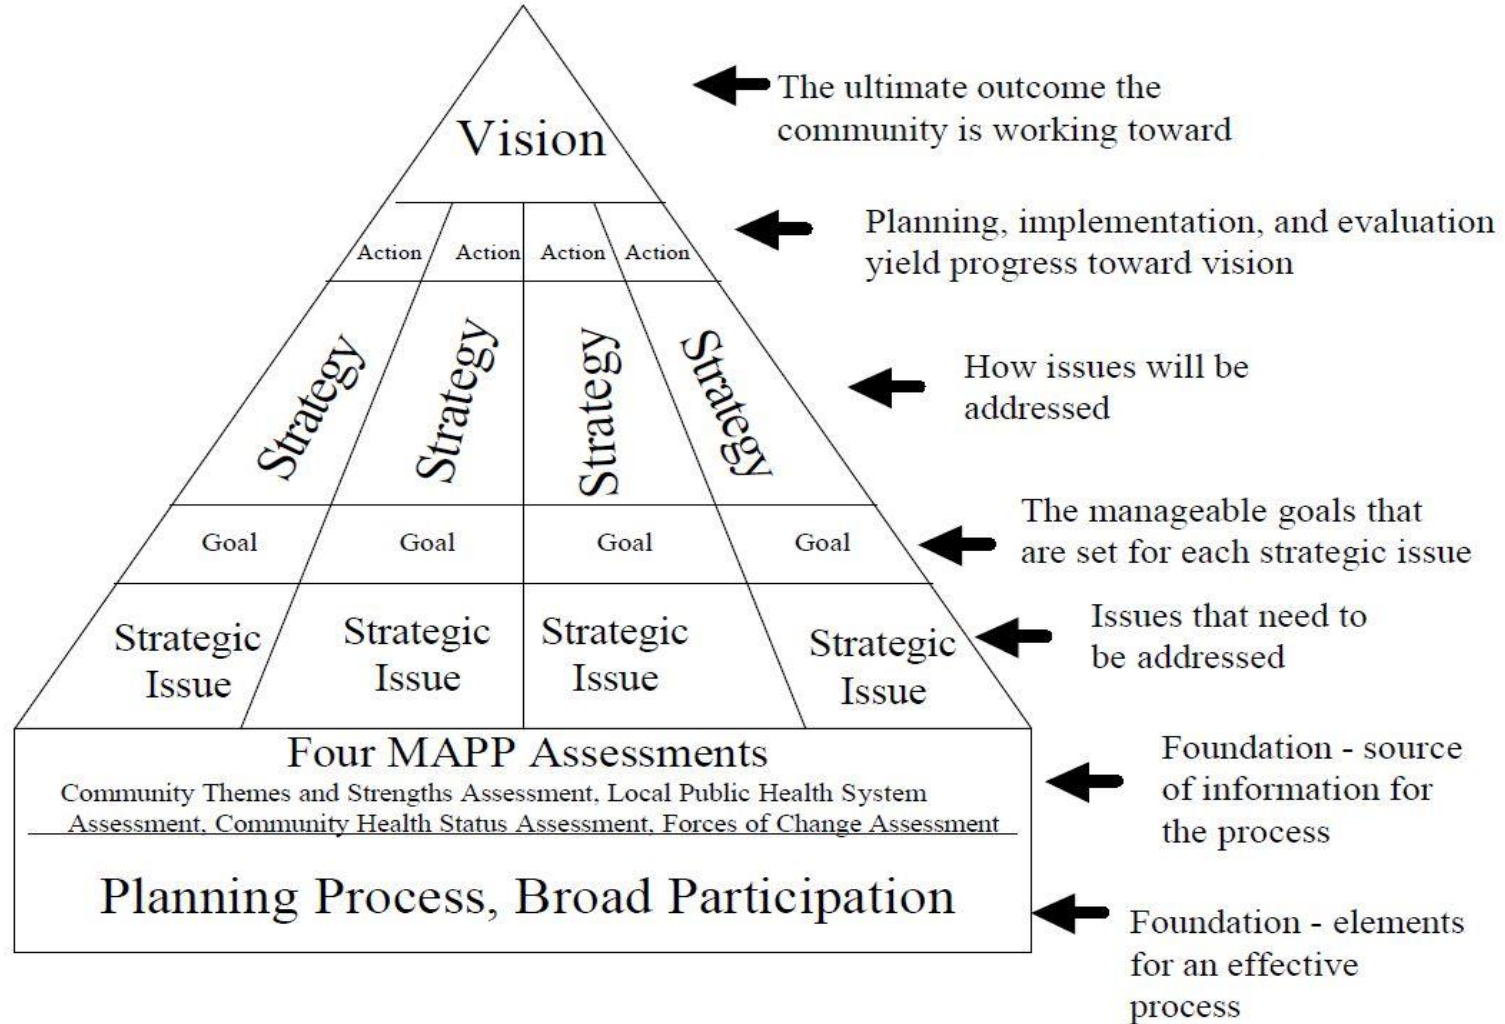 The ultimate outcome the
community is working toward
Vision
Planning, implementation, and evaluation
yield progress toward vision
Action Action Action Action
How issues will be
addressed
Strategy Strategy Strategy Strategy
The manageable goals that
are set for each strategic issue
Goal Goal Goal Goal
Issues that need to
be addressed
Strategic Issue
Strategic Issue
Strategic Issue
Strategic Issue
Four MAPP Assessments
Community Themes and Strengths Assessment, Local Public Health System
Assessment, Community Health Status Assessment, Forces of Change Assessment
Foundation - source
of information for
the process
Planning Process, Broad Participation
Foundation - elements
for an effective
process